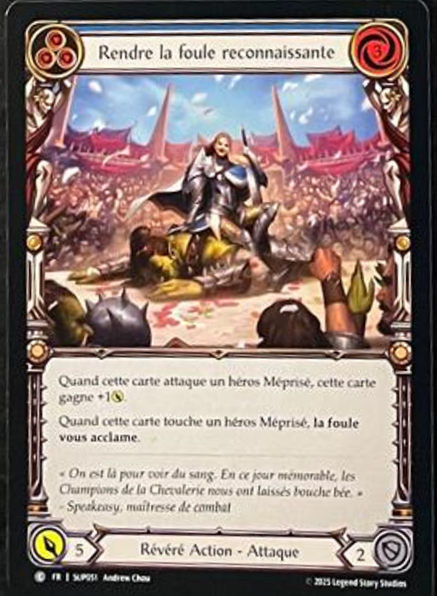 Rendre la foule reconnaissante
3
Quand cette carte attaque un héros Méprisé, cette carte
gagne +1.
Quand cette carte touche un héros Méprisé, la foule
vous acclame.
« On est là pour voir du sang. En ce jour mémorable, les
Champions de la Chevalerie nous ont laissés bouche bée. »
- Speakeasy, maîtresse de combat
5 Révéré Action - Attaque 2
C FR | SUP051 Andrew Chou © 2025 Legend Story Studios